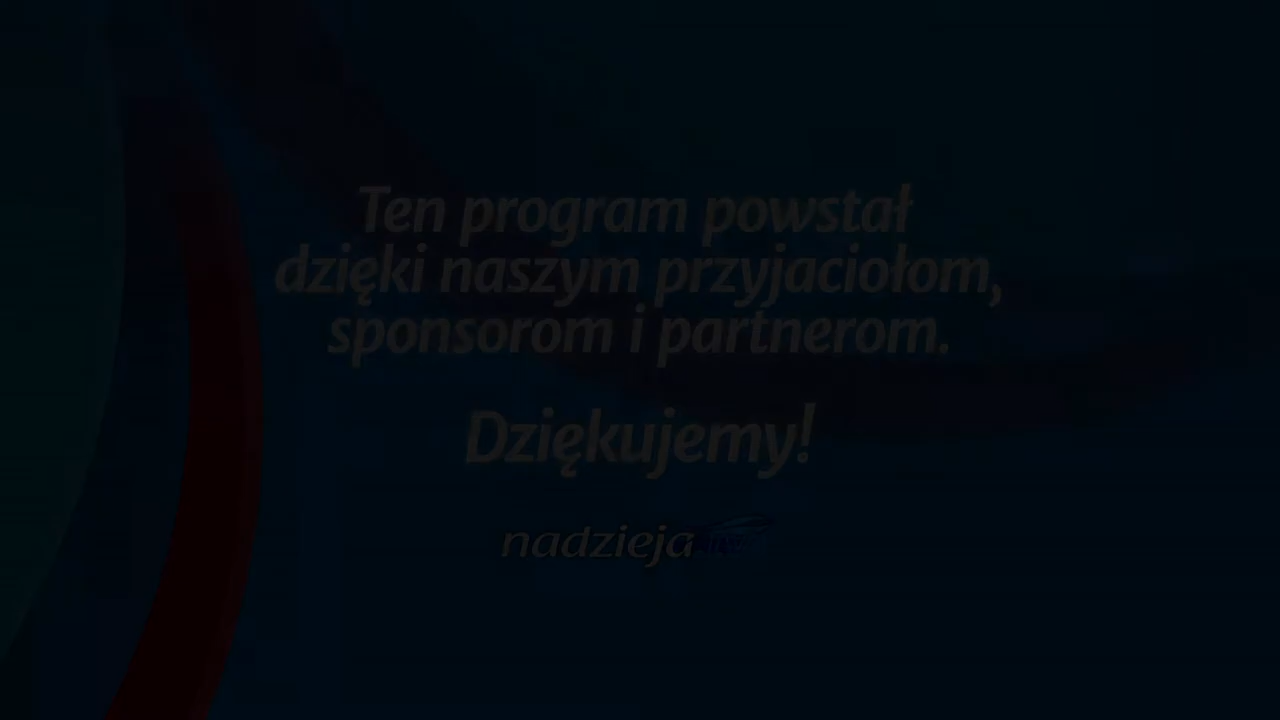 Ten program powstał
dzięki naszym przyjaciołom,
sponsorom i partnerom.
Dziękujemy!
nadzieja